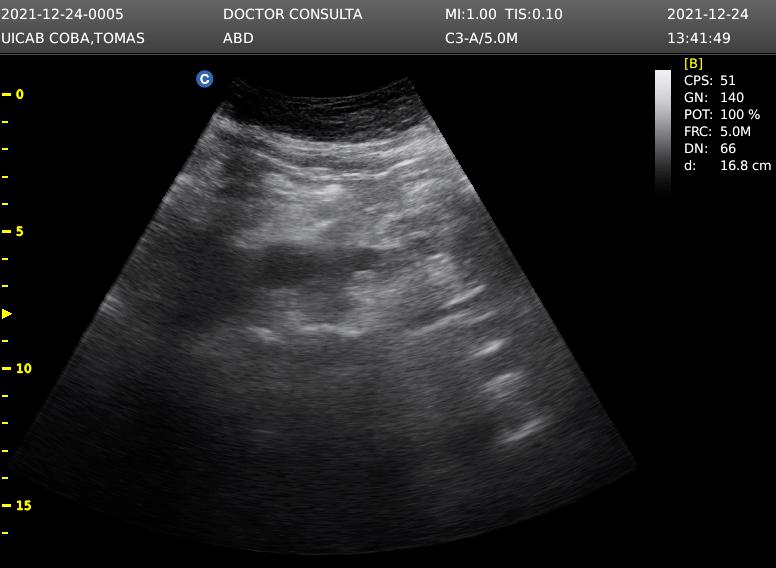 2021-12-24-0005 DOCTOR CONSULTA MI:1.00 TIS:0.10 2021-12-24
UICAB COBA,TOMAS ABD C3-A/5.0M 13:41:49
C
[B]
CPS: 51
GN: 140
POT: 100 %
FRC: 5.0M
DN: 66
d: 16.8 cm
0
5
10
15